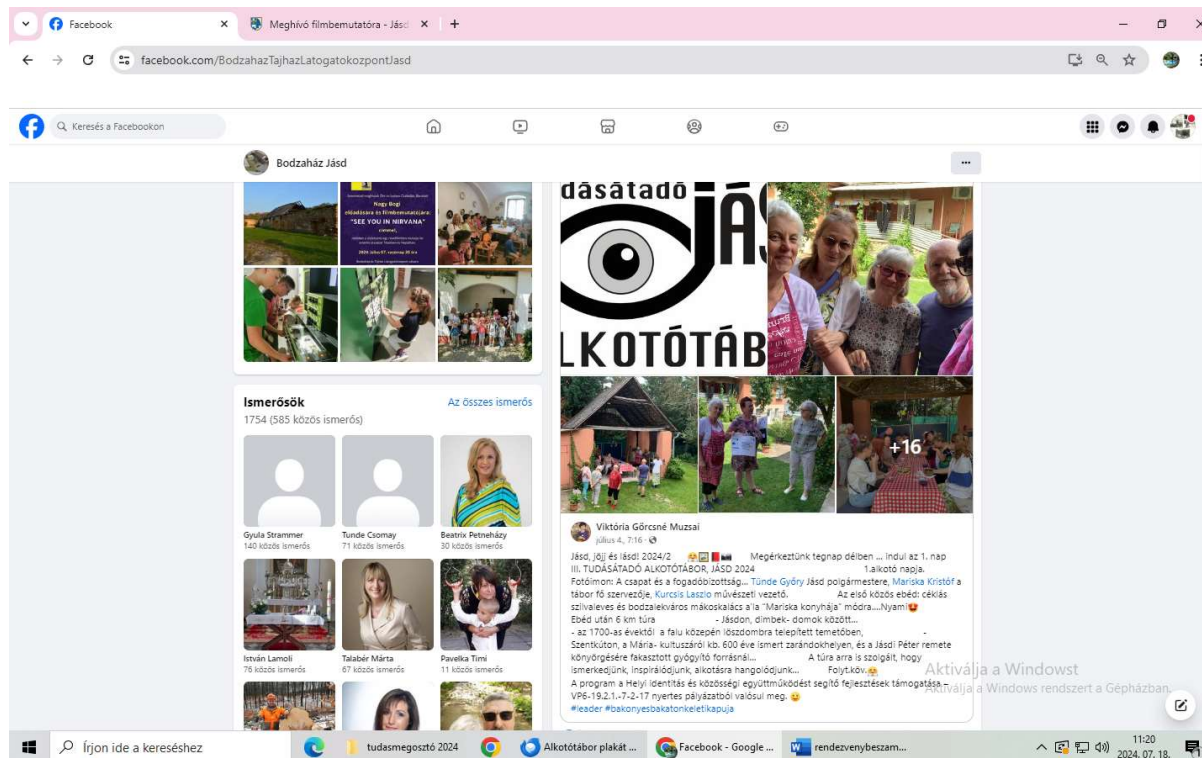 Facebook
Meghívó filmbemutatóra - Jásd
facebook.com/BodzahazTajhazLatogatokozpontJasd
Keresés a Facebookon
Bodzaház Jásd
Nagy Bogi
előadására és filmbemutatójára:
"SEE YOU IN NIRVANA"
címmel,
Ismerősök
Az összes ismerős
1754 (585 közös ismerős)
Gyula Strammer
140 közös ismerős
Tunde Csomay
71 közös ismerős
Beatrix Petneházy
30 közös ismerős
István Lamoli
76 közös ismerős
Talabér Márta
67 közös ismerős
Pavelka Timi
11 közös ismerős
dásátadó
JÁS
LKOTÓTÁB
+16
Viktória Görcsné Muzsai
július 4., 7:16
Jásd, Jöjj és lásd! 2024/2 Megérkeztünk tegnap délben ... indul az 1. nap
III. TUDÁSÁTADÓ ALKOTÓTÁBOR, JÁSD 2024 1.alkotó napja.
Fotóimon: A csapat és a fogadóbizottság... Tünde Győry Jásd polgármestere, Mariska Kristóf a
tábor fő szervezője, Kurcsis Laszlo művészeti vezető. Az első közös ebéd: céklás
szilvaleves és bodzalekváros mákoskalács a'la "Mariska konyhája" módra....Nyami
Ebéd után 6 km túra - Jásdon, dimbek- domok között...
- az 1700-as évektől a falu közepén löszdombra telepített temetőben, -
Szentkúton, a Mária- kultuszáról kb. 600 éve ismert zarándokhelyen, és a Jásdi Péter remete
könyörgésére fakasztott gyógyító forrásnál... A túra arra is szolgált, hogy
ismerkedjünk, inspirálódjunk, alkotásra hangolódjunk... Folyt.köv.
A program a Helyi identitás és közösségi együttműködést segítő fejlesztések támogatása –
VP6-19.2.1.-7-2-17 nyertes pályázatból valósul meg.
#leader #bakonyesbakatonkeletikapuja
Aktiválja a Windowst
Aktiválja a Windows rendszert a Gépházban.
Írjon ide a kereséshez
tudasmegosztó 2024
Alkotótábor plakát ...
Facebook - Google ...
rendezvenybeszam...
11:20
2024. 07. 18.